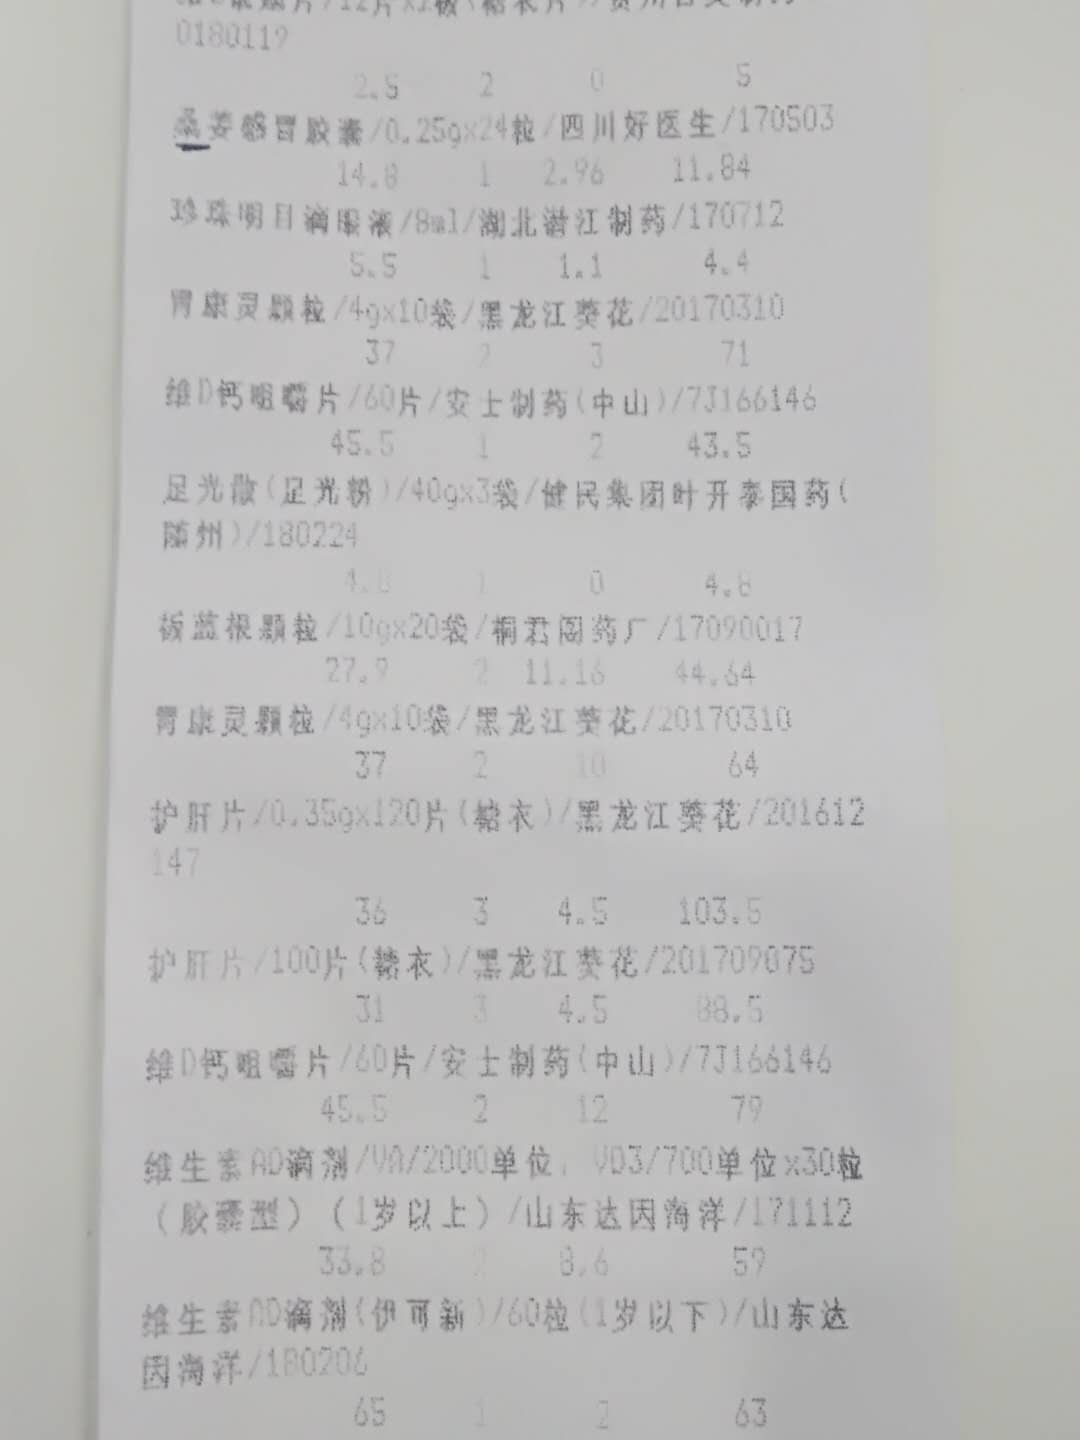 0180119
2.5 2 0 5
桑姜感冒胶囊/0.25gx24粒/四川好医生/170503
14.8 1 2.96 11.84
珍珠明目滴眼液/8ml/湖北潜江制药/170712
5.5 1 1.1 4.4
胃康灵颗粒/4gx10袋/黑龙江葵花/20170310
37 2 3 71
维D钙咀嚼片/60片/安士制药(中山)/7J166146
45.5 1 2 43.5
足光散(足光粉)/40gx3袋/健民集团叶开泰国药(
随州)/180224
4.8 1 0 4.8
板蓝根颗粒/10gx20袋/桐君阁药厂/17090017
27.9 2 11.16 44.64
胃康灵颗粒/4gx10袋/黑龙江葵花/20170310
37 2 10 64
护肝片/0.35gx120片(糖衣)/黑龙江葵花/201612
147
36 3 4.5 103.5
护肝片/100片(糖衣)/黑龙江葵花/201709075
31 3 4.5 88.5
维D钙咀嚼片/60片/安士制药(中山)/7J166146
45.5 2 12 79
维生素AD滴剂/VA/2000单位，VD3/700单位x30粒
（胶囊型）（1岁以上）/山东达因海洋/171112
33.8 2 8.6 59
维生素AD滴剂(伊可新)/60粒(1岁以下)/山东达
因海洋/180206
65 1 2 63